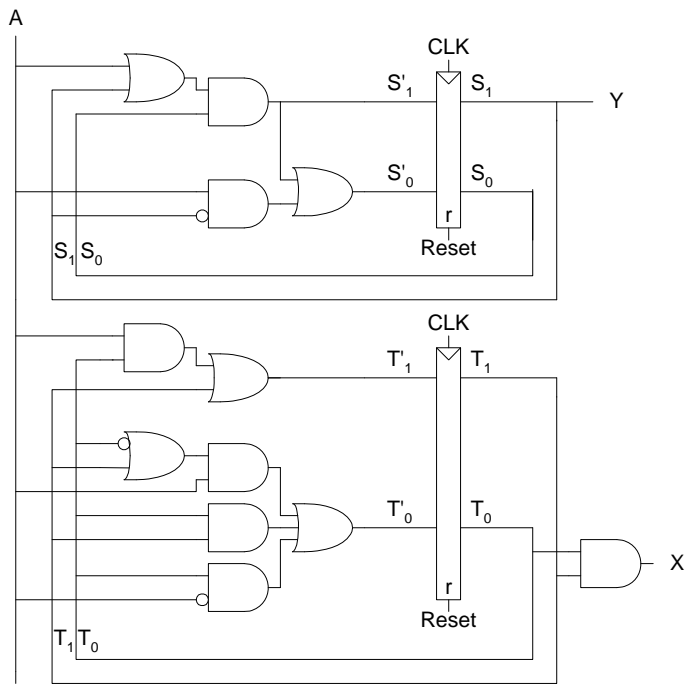 A
CLK
S'1 S1
Y
S'0 S0
r
S1 S0
Reset
CLK
T'1 T1
T'0 T0
X
r
Reset
T1 T0